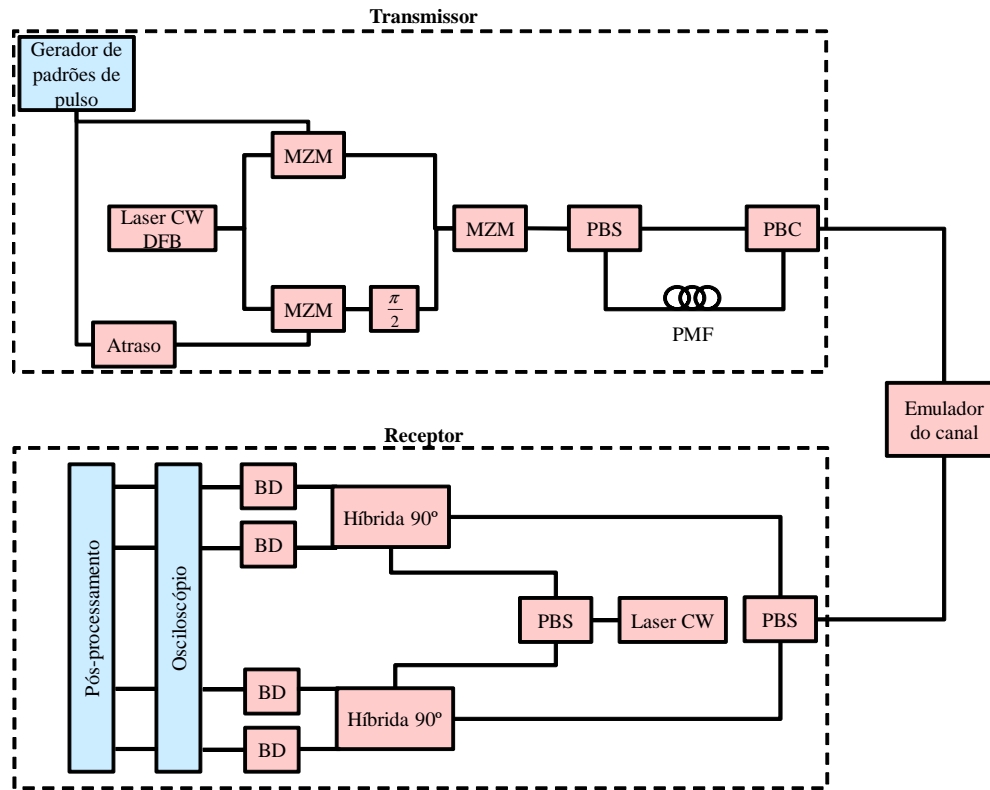 Transmissor
Gerador de
padrões de
pulso
MZM
Laser CW
DFB
MZM
PBS
PBC
MZM
π
2
PMF
Atraso
Emulador
do canal
Receptor
Pós-processamento
Osciloscópio
BD
Híbrida 90º
BD
PBS
Laser CW
PBS
BD
Híbrida 90º
BD